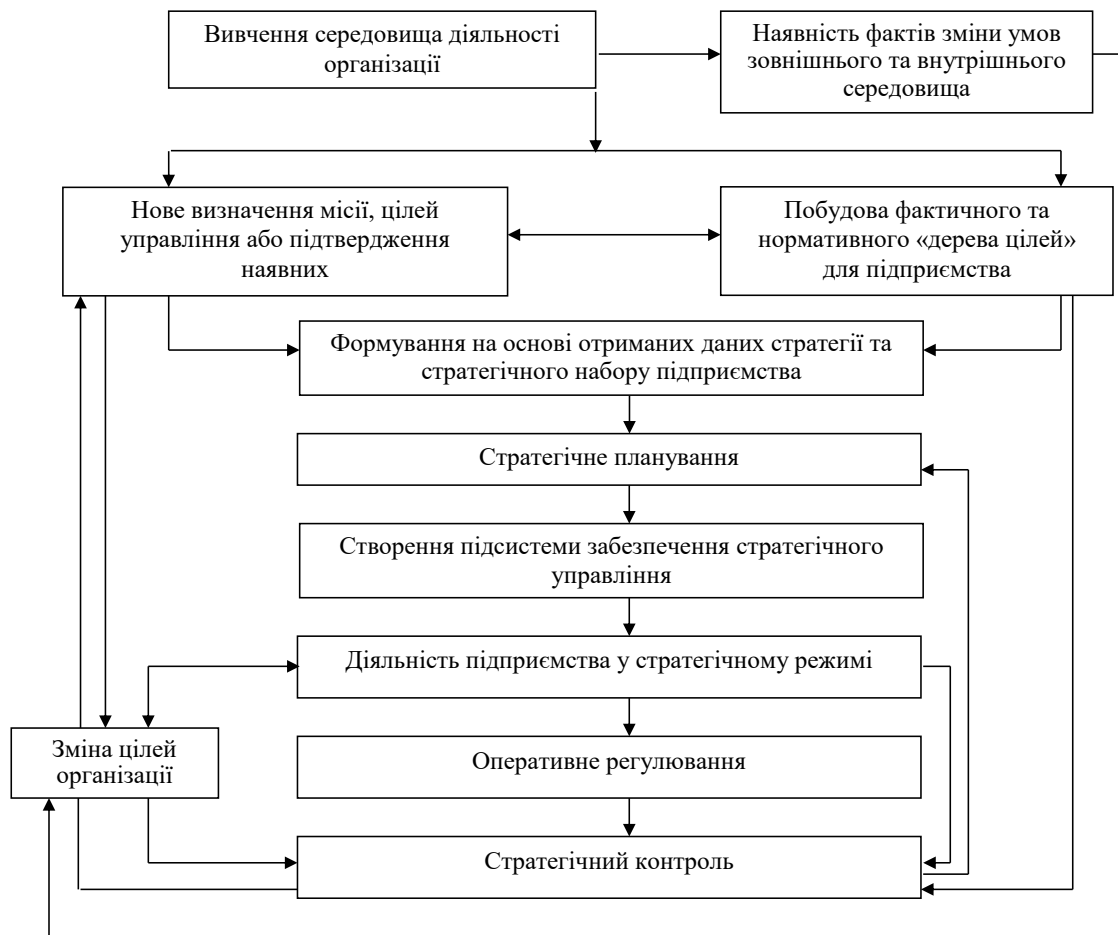 Вивчення середовища діяльності
організації
Наявність фактів зміни умов
зовнішнього та внутрішнього
середовища
Нове визначення місії, цілей
управління або підтвердження
наявних
Побудова фактичного та
нормативного «дерева цілей»
для підприємства
Формування на основі отриманих даних стратегії та
стратегічного набору підприємства
Стратегічне планування
Створення підсистеми забезпечення стратегічного
управління
Діяльність підприємства у стратегічному режимі
Зміна цілей
організації
Оперативне регулювання
Стратегічний контроль